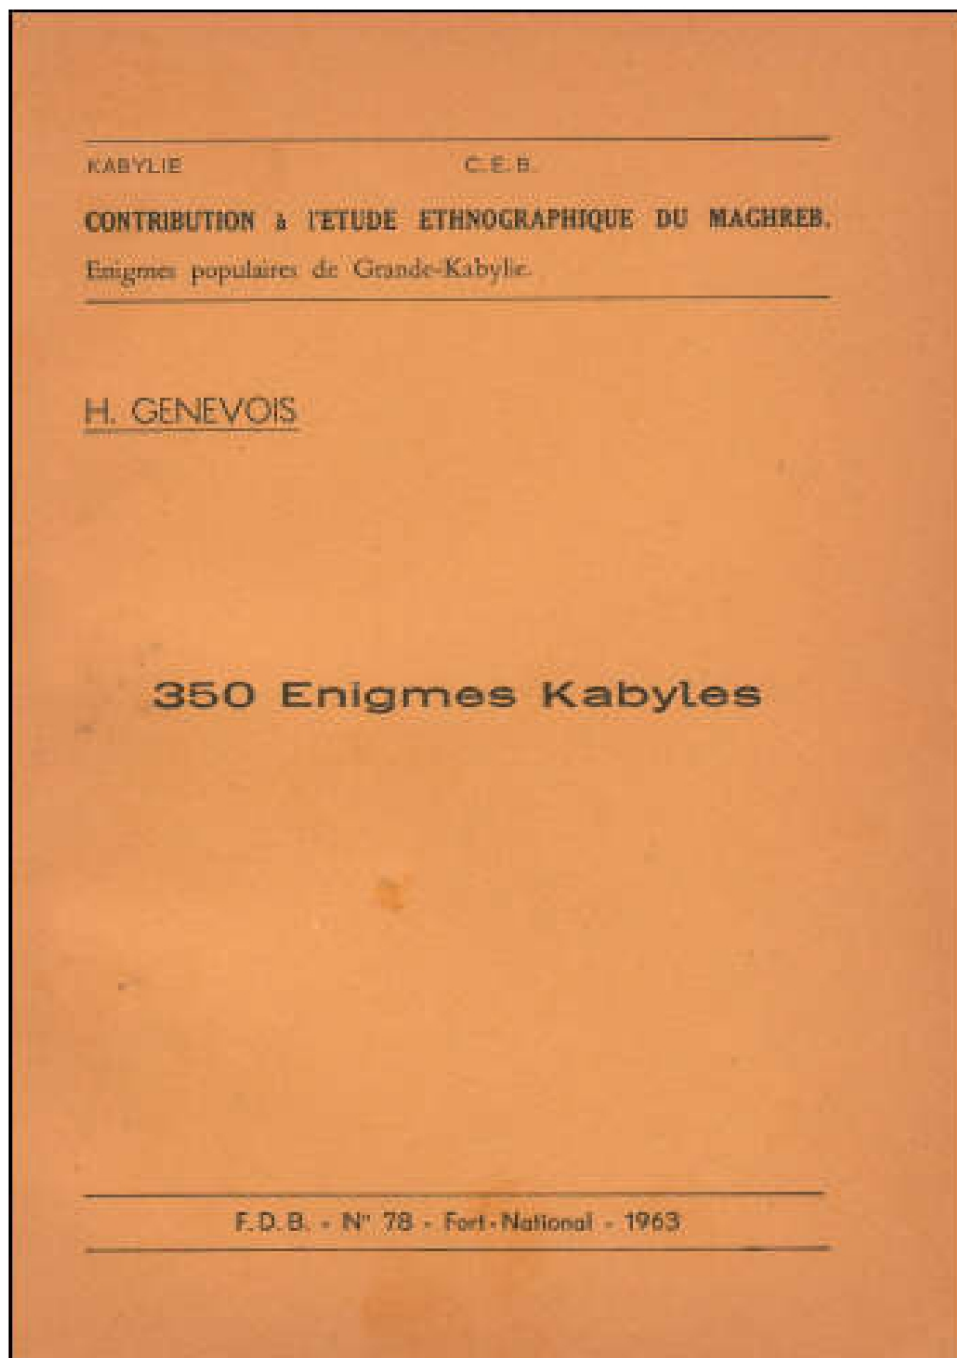 KABYLIE C.E.B.
CONTRIBUTION à l'ETUDE ETHNOGRAPHIQUE DU MAGHREB.
Enigmes populaires de Grande-Kabylie.
H. GENEVOIS
350 Enigmes Kabyles
F.D.B. - N° 78 - Fort-National - 1963